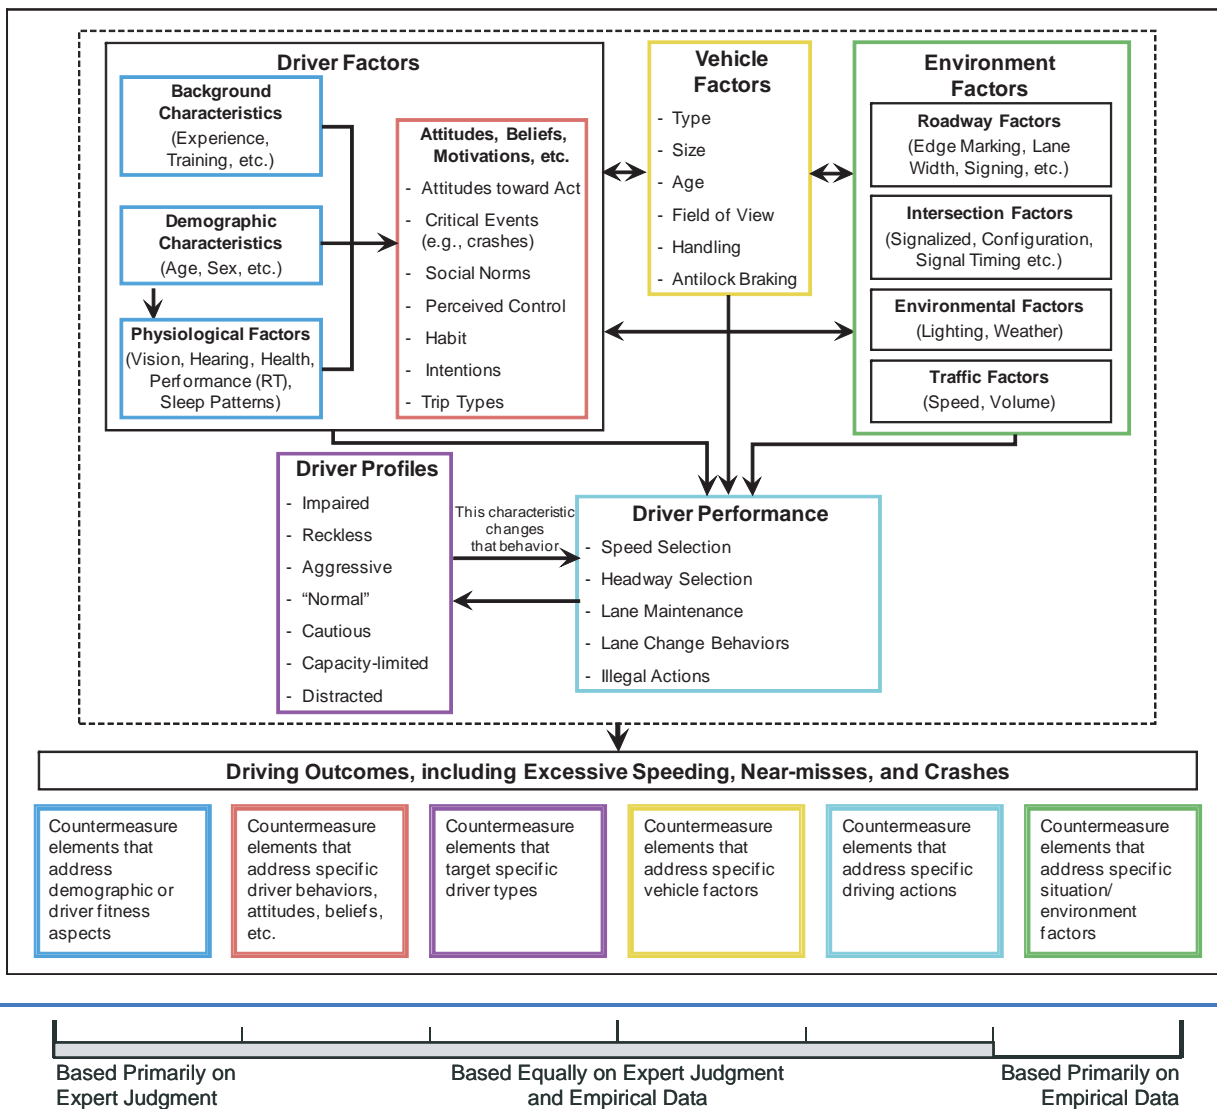 Driver Factors
Background
Characteristics
(Experience,
Training, etc.)
Demographic
Characteristics
(Age, Sex, etc.)
Physiological Factors
(Vision, Hearing, Health,
Performance (RT),
Sleep Patterns)
Attitudes, Beliefs,
Motivations, etc.
- Attitudes toward Act
- Critical Events
(e.g., crashes)
- Social Norms
- Perceived Control
- Habit
- Intentions
- Trip Types
Vehicle
Factors
- Type
- Size
- Age
- Field of View
- Handling
- Antilock Braking
Environment
Factors
Roadway Factors
(Edge Marking, Lane
Width, Signing, etc.)
Intersection Factors
(Signalized, Configuration,
Signal Timing etc.)
Environmental Factors
(Lighting, Weather)
Traffic Factors
(Speed, Volume)
Driver Profiles
- Impaired
- Reckless
- Aggressive
- “Normal”
- Cautious
- Capacity-limited
- Distracted
This characteristic
changes
that behavior
Driver Performance
- Speed Selection
- Headway Selection
- Lane Maintenance
- Lane Change Behaviors
- Illegal Actions
Driving Outcomes, including Excessive Speeding, Near-misses, and Crashes
Countermeasure
elements that
address
demographic or
driver fitness
aspects
Countermeasure
elements that
address specific
driver behaviors,
attitudes, beliefs,
etc.
Countermeasure
elements that
target specific
driver types
Countermeasure
elements that
address specific
vehicle factors
Countermeasure
elements that
address specific
driving actions
Countermeasure
elements that
address specific
situation/
environment
factors
Based Primarily on
Expert Judgment
Based Equally on Expert Judgment
and Empirical Data
Based Primarily on
Empirical Data